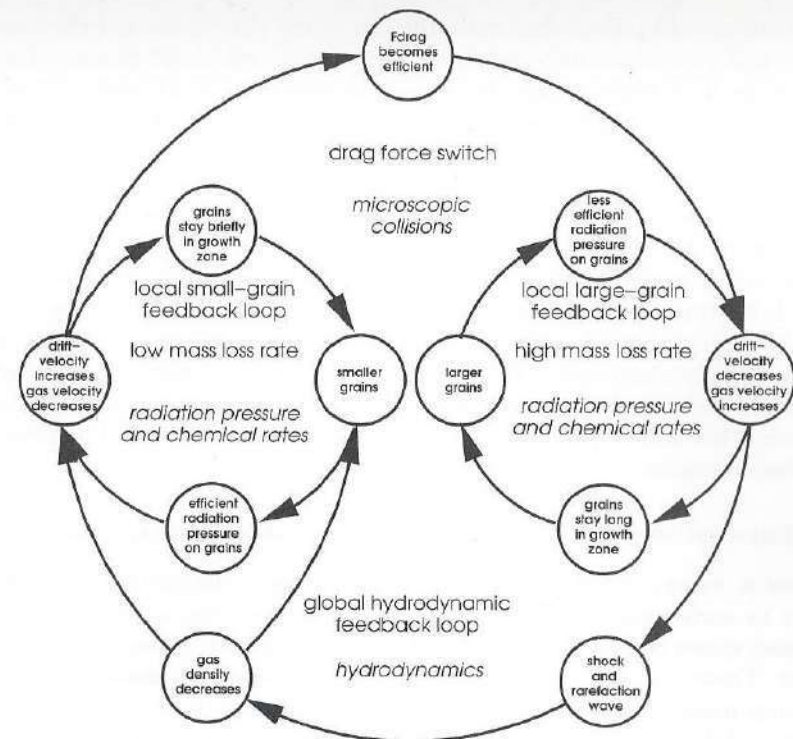 Fdrag
becomes
efficient
drag force switch
microscopic
collisions
grains
stay briefly
in growth
zone
less
efficient
radiation
pressure
on grains
local small–grain
feedback loop
local large–grain
feedback loop
drift–
velocity
increases
gas velocity
decreases
low mass loss rate
smaller
grains
larger
grains
high mass loss rate
drift–
velocity
decreases
gas velocity
increases
radiation pressure
and chemical rates
radiation pressure
and chemical rates
efficient
radiation
pressure
on grains
grains
stay long
in growth
zone
global hydrodynamic
feedback loop
hydrodynamics
gas
density
decreases
shock
and
rarefaction
wave